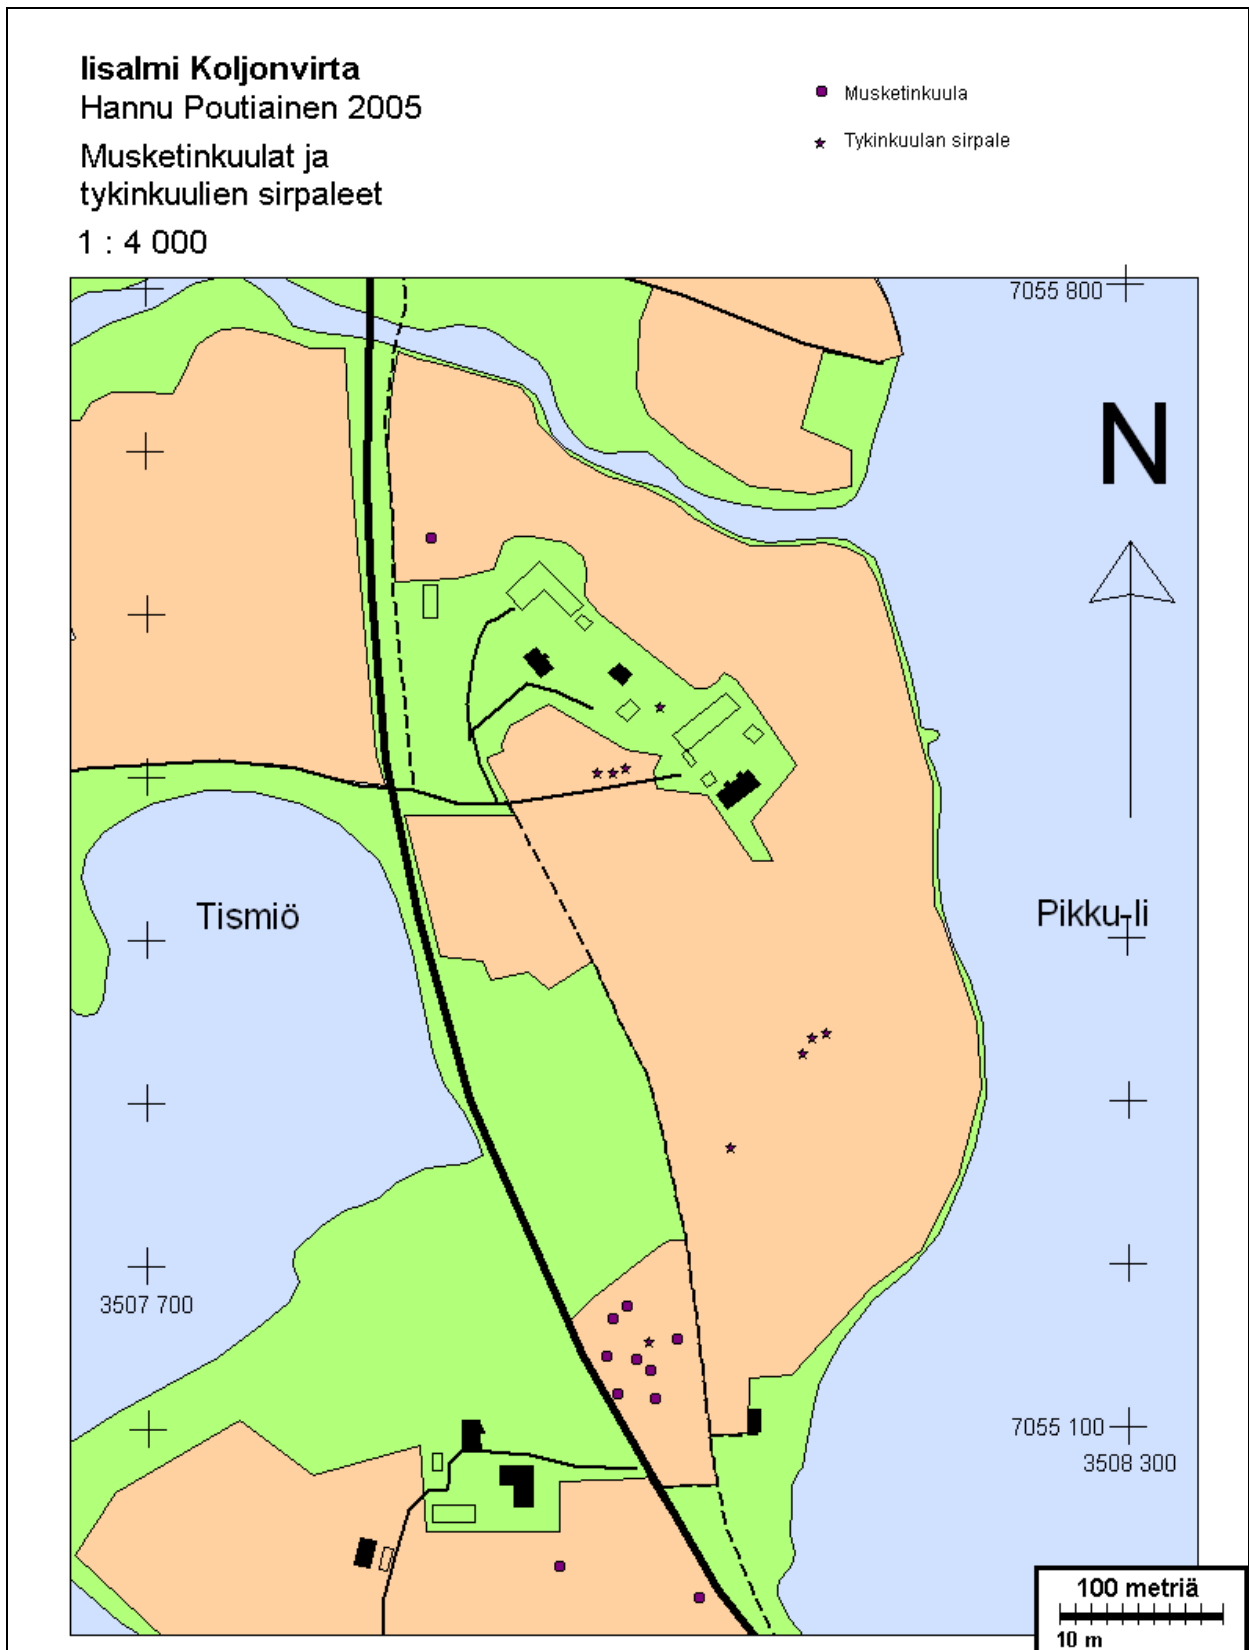 Iisalmi Koljonvirta
Hannu Poutiainen 2005
Musketinkuulat ja
tykinkuulien sirpaleet
1 : 4 000
Musketinkuula
Tykinkuulan sirpale
7055 800
N
Tismiö
Pikku-Ii
3507 700
7055 100
3508 300
100 metriä
10 m